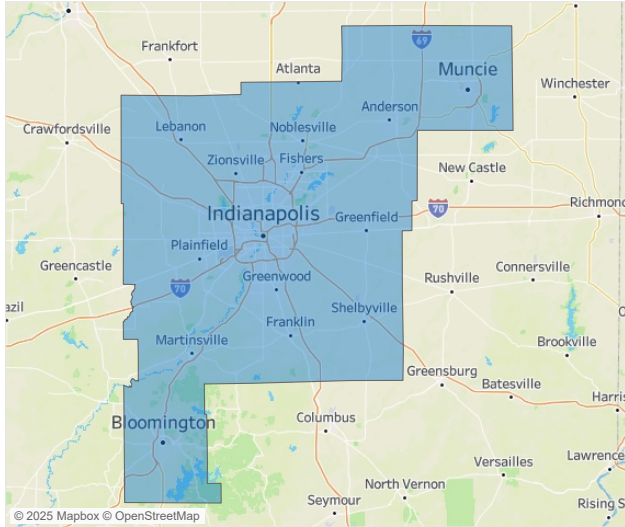 Frankfort
69
Muncie
Atlanta
Winchester
Anderson
Crawfordsville
Lebanon
Noblesville
Zionsville
Fishers
New Castle
Indianapolis
70
Richmond
Greenfield
Plainfield
Greencastle
Greenwood
70
Rushville
Connersville
azil
Shelbyville
Franklin
Martinsville
Brookville
Greensburg
Batesville
Harris
Bloomington
Columbus
Lawrence
Versailles
North Vernon
Seymour
Rising S
© 2025 Mapbox © OpenStreetMap